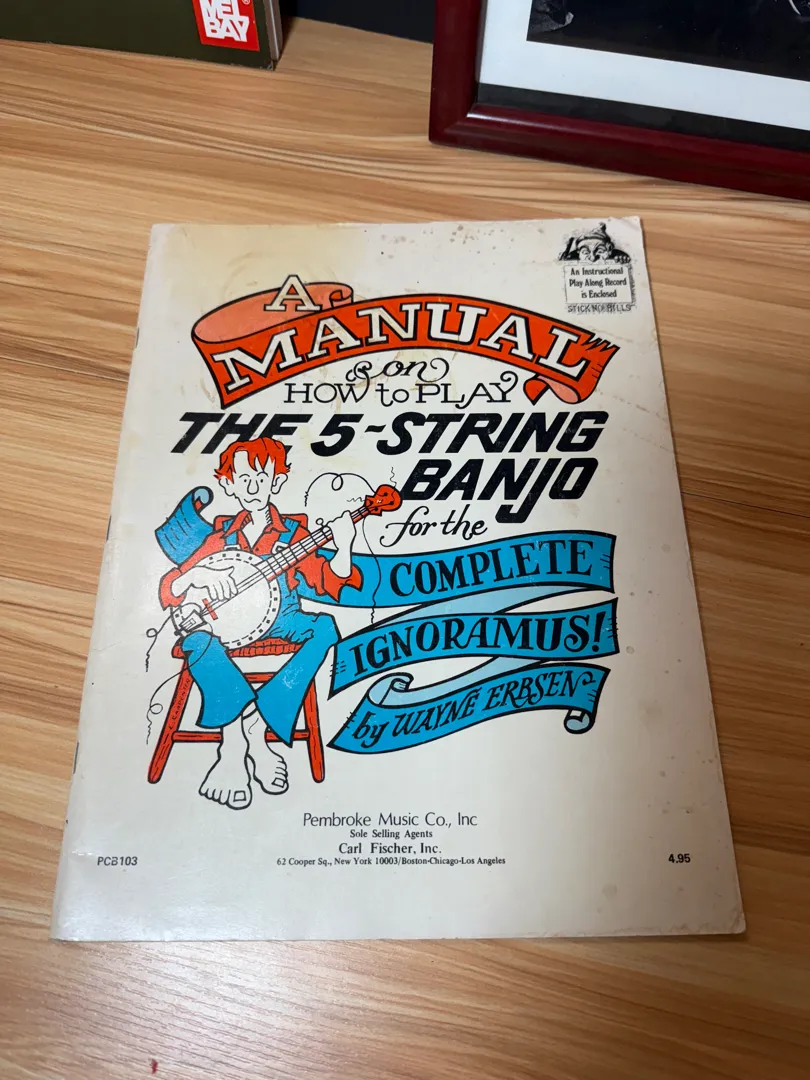 MEL
BAY
An Instructional
Play Along Record
is Enclosed
STICK NO BILLS
A
MANUAL
on
HOW to PLAY
THE 5-STRING
BANJO
for the
COMPLETE
IGNORAMUS!
by WAYNE ERBSEN
Pembroke Music Co., Inc
Sole Selling Agents
Carl Fischer, Inc.
62 Cooper Sq., New York 10003/Boston-Chicago-Los Angeles
PCB103
4.95